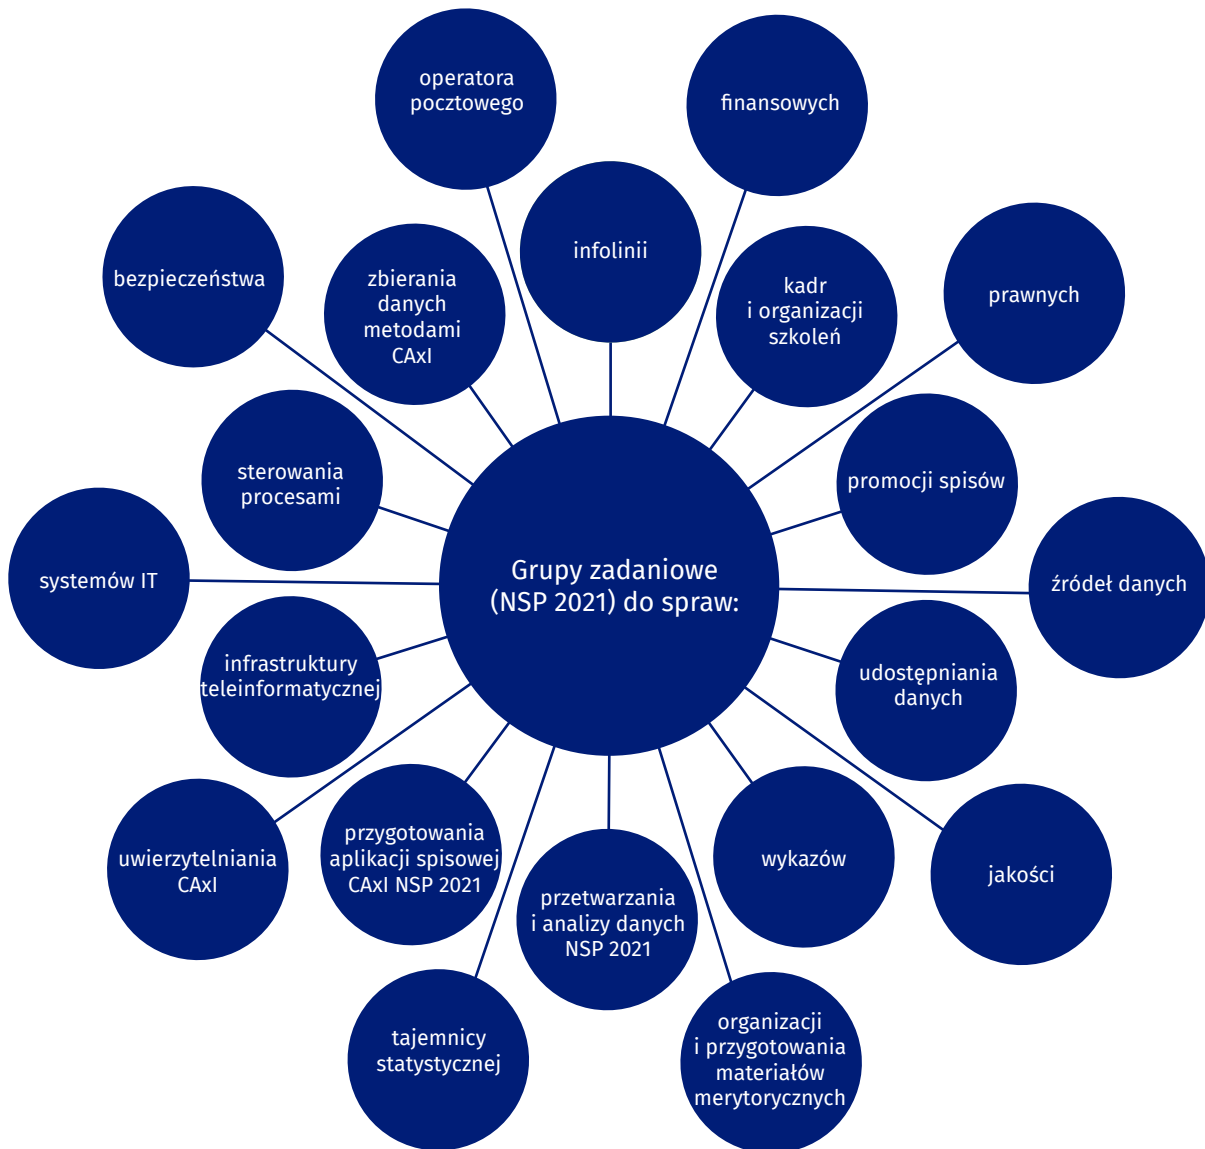 operatora
pocztowego
finansowych
infolinii
bezpieczeństwa
zbierania
danych
metodami
CAxI
kadr
i organizacji
szkoleń
prawnych
sterowania
procesami
promocji spisów
systemów IT
Grupy zadaniowe
(NSP 2021) do spraw:
źródeł danych
infrastruktury
teleinformatycznej
udostępniania
danych
uwierzytelniania
CAxI
przygotowania
aplikacji spisowej
CAxI NSP 2021
przetwarzania
i analizy danych
NSP 2021
wykazów
jakości
tajemnicy
statystycznej
organizacji
i przygotowania
materiałów
merytorycznych